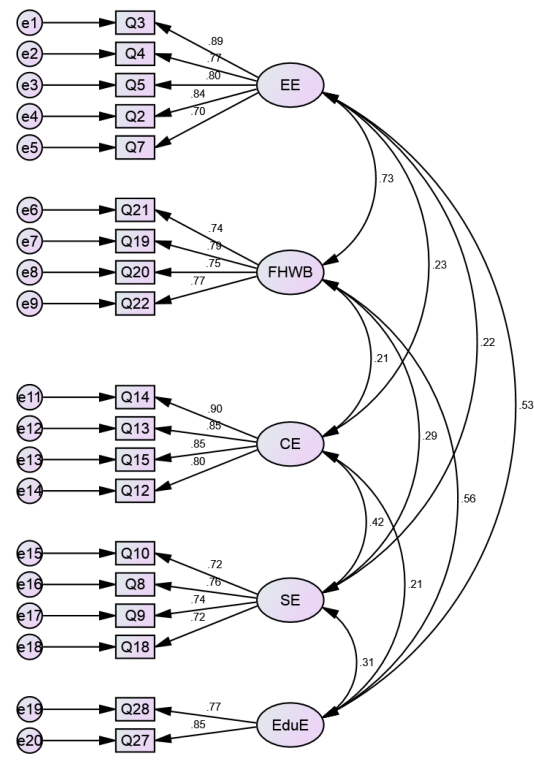 e1 Q3
.89
e2 Q4
.77
e3 Q5 .80 EE
.84
e4 Q2
.70
e5 Q7
.73
e6 Q21
.74
e7 Q19
.79
e8 Q20 .75 FHWB
.77
e9 Q22
.23
.22
.21
.53
e11 Q14
.90
e12 Q13
.85
e13 Q15 .85 CE
.80
e14 Q12
.29
.56
.42
e15 Q10
.72
e16 Q8
.76
e17 Q9 .74 SE
.72
e18 Q18
.21
.31
e19 Q28 .77
EduE
e20 Q27 .85